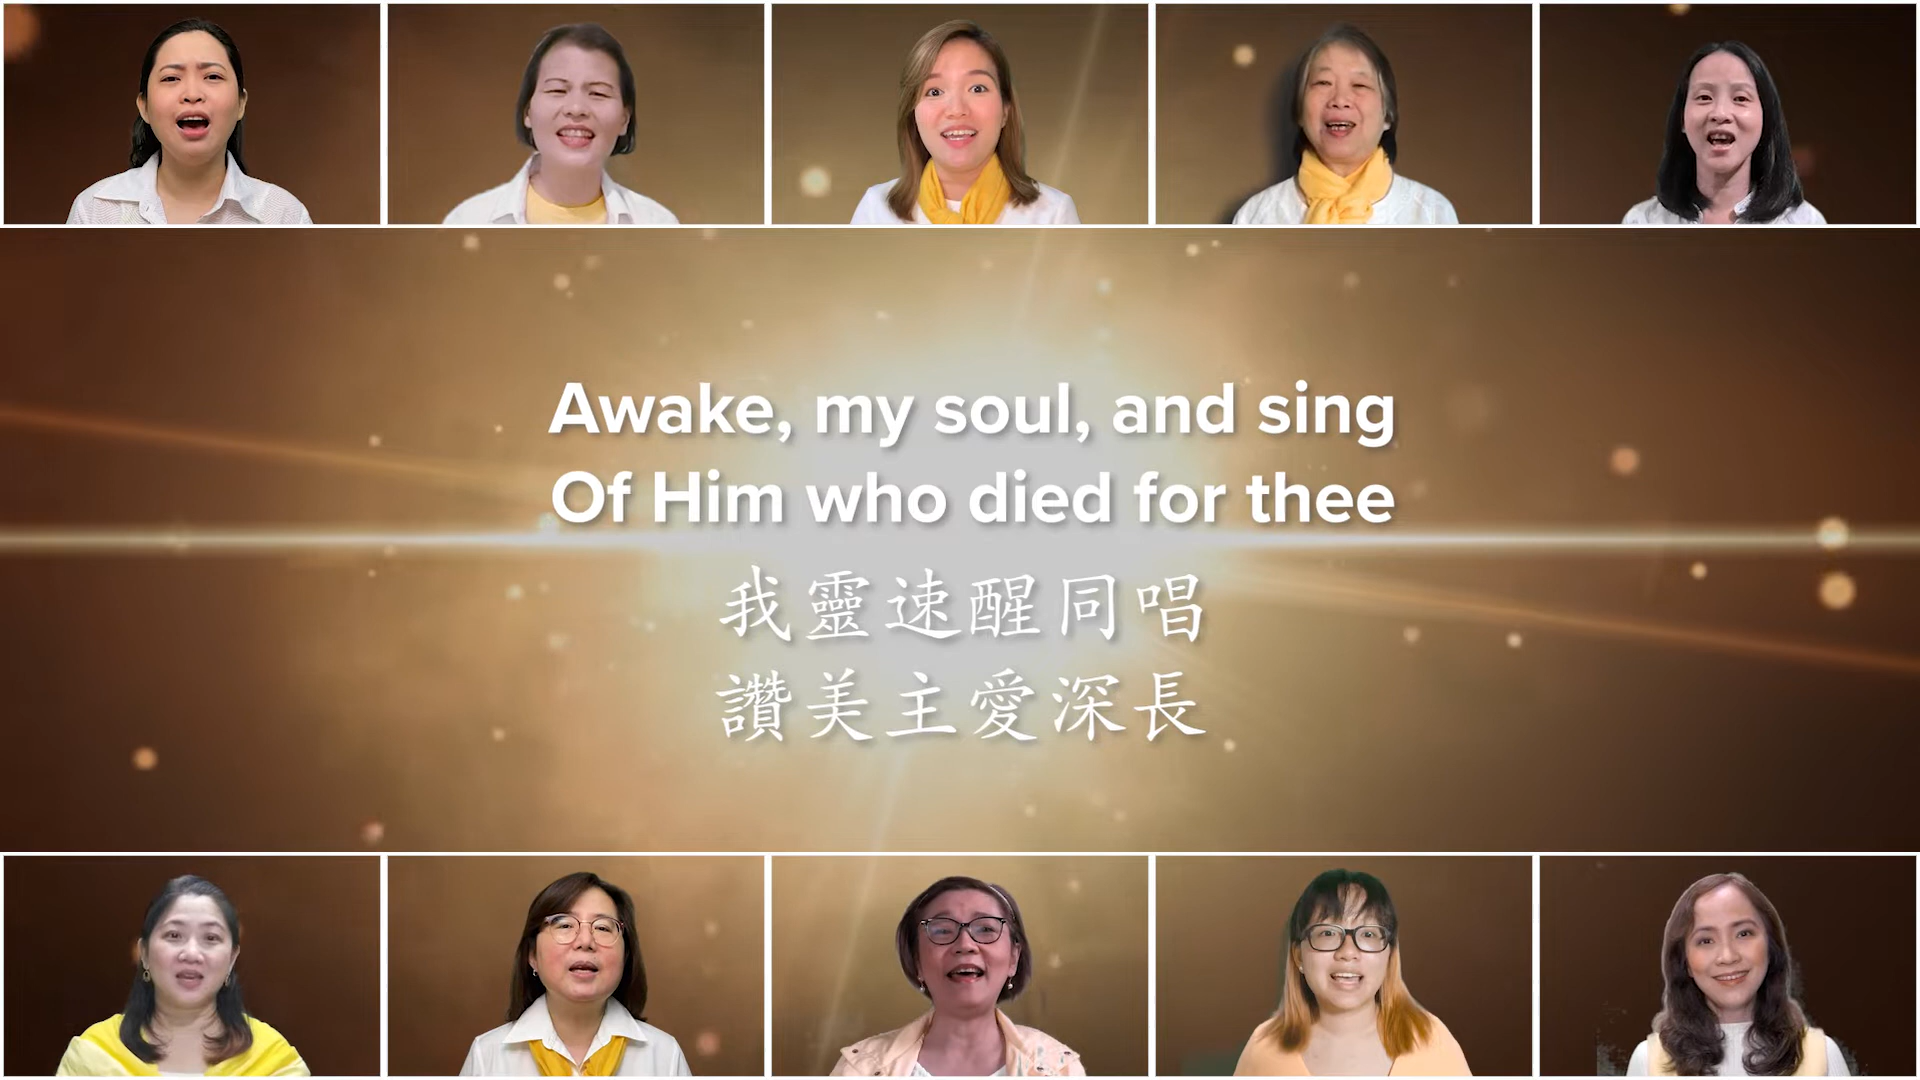 Awake, my soul, and sing
Of Him who died for thee
我靈速醒同唱
讚美主愛深長